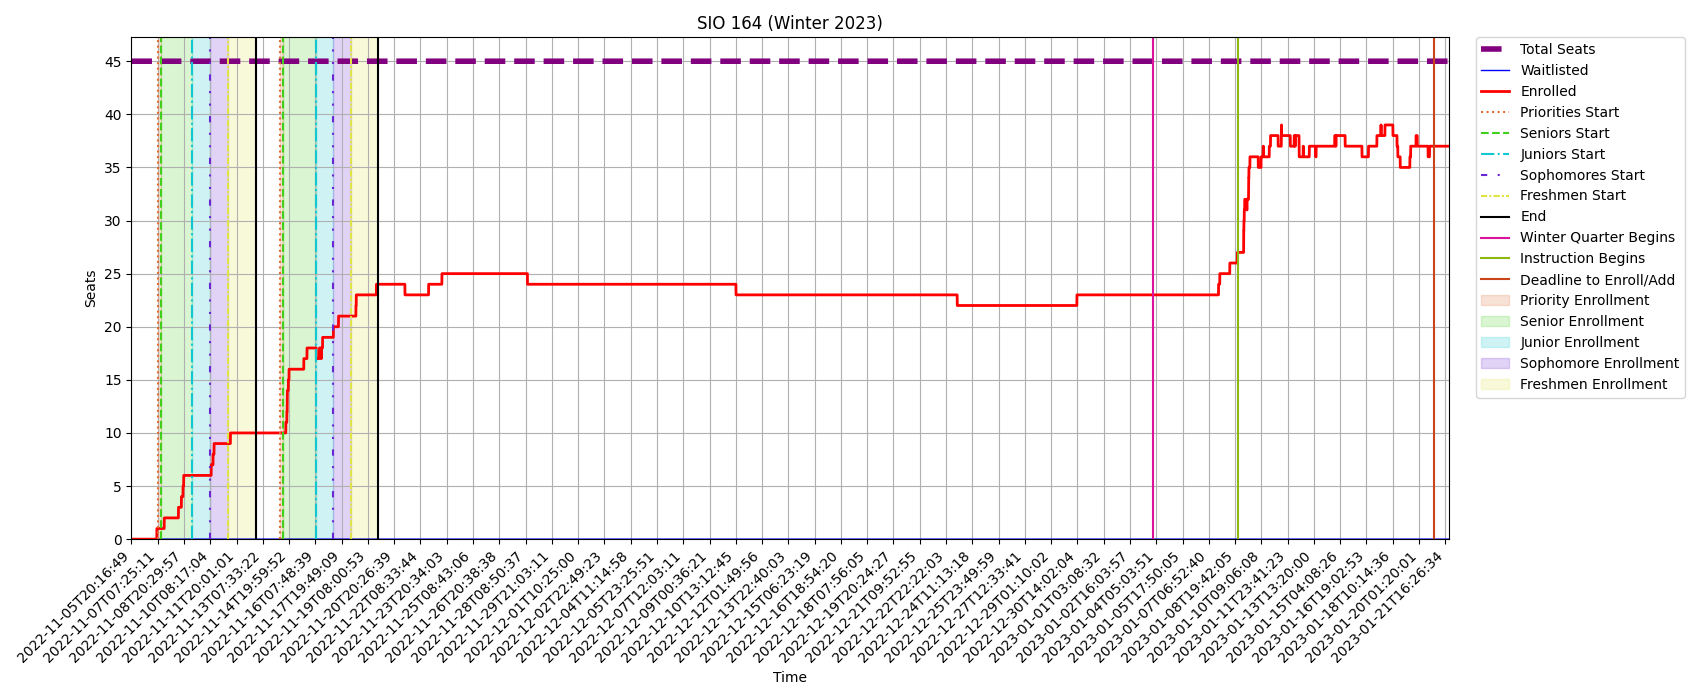 SIO 164 (Winter 2023)
Seats
45
40
35
30
25
20
15
10
5
0
2022-11-05T20:16:49
2022-11-07T07:25:11
2022-11-08T20:29:57
2022-11-10T08:17:04
2022-11-11T20:01:01
2022-11-13T07:33:22
2022-11-14T19:59:52
2022-11-16T07:48:39
2022-11-17T19:49:09
2022-11-19T08:00:53
2022-11-20T20:26:39
2022-11-22T08:33:44
2022-11-23T20:34:03
2022-11-25T08:43:06
2022-11-26T20:38:38
2022-11-28T08:50:37
2022-11-29T21:03:11
2022-12-01T10:25:00
2022-12-02T22:49:23
2022-12-04T11:14:58
2022-12-05T23:25:51
2022-12-07T12:03:11
2022-12-09T00:36:21
2022-12-10T13:12:45
2022-12-12T01:49:56
2022-12-13T22:40:03
2022-12-15T06:23:19
2022-12-16T18:54:20
2022-12-18T07:56:05
2022-12-19T20:24:27
2022-12-21T09:52:55
2022-12-22T22:22:03
2022-12-24T11:13:18
2022-12-25T23:49:59
2022-12-27T12:33:41
2022-12-29T01:10:02
2022-12-30T14:02:04
2023-01-01T03:08:32
2023-01-02T16:03:57
2023-01-04T05:03:51
2023-01-05T17:50:05
2023-01-07T06:52:40
2023-01-08T19:42:05
2023-01-10T09:06:08
2023-01-11T23:41:23
2023-01-13T13:20:00
2023-01-15T04:08:26
2023-01-16T19:02:53
2023-01-18T10:14:36
2023-01-20T01:20:01
2023-01-21T16:26:34
Time
Total Seats
Waitlisted
Enrolled
Priorities Start
Seniors Start
Juniors Start
Sophomores Start
Freshmen Start
End
Winter Quarter Begins
Instruction Begins
Deadline to Enroll/Add
Priority Enrollment
Senior Enrollment
Junior Enrollment
Sophomore Enrollment
Freshmen Enrollment